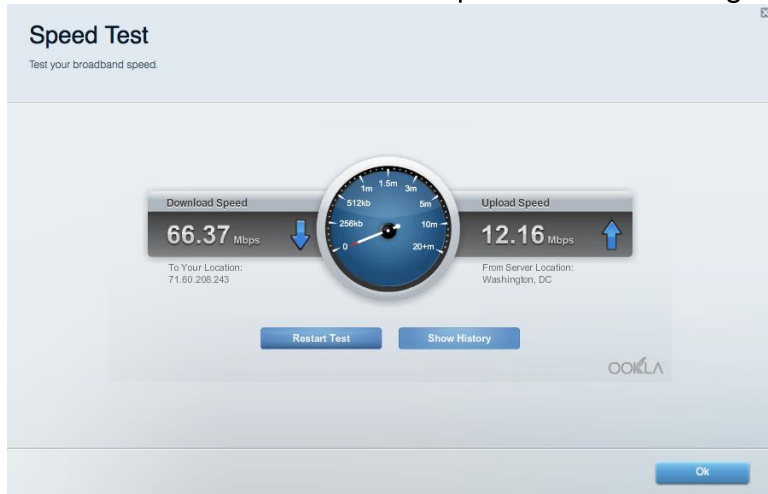 Speed Test
Test your broadband speed.
1m 1.5m 3m
512kb 5m
256kb 10m
0 20+m
Download Speed
66.37 Mbps
To Your Location:
71.60.208.243
Upload Speed
12.16 Mbps
From Server Location:
Washington, DC
Restart Test Show History
OOKLA
Ok